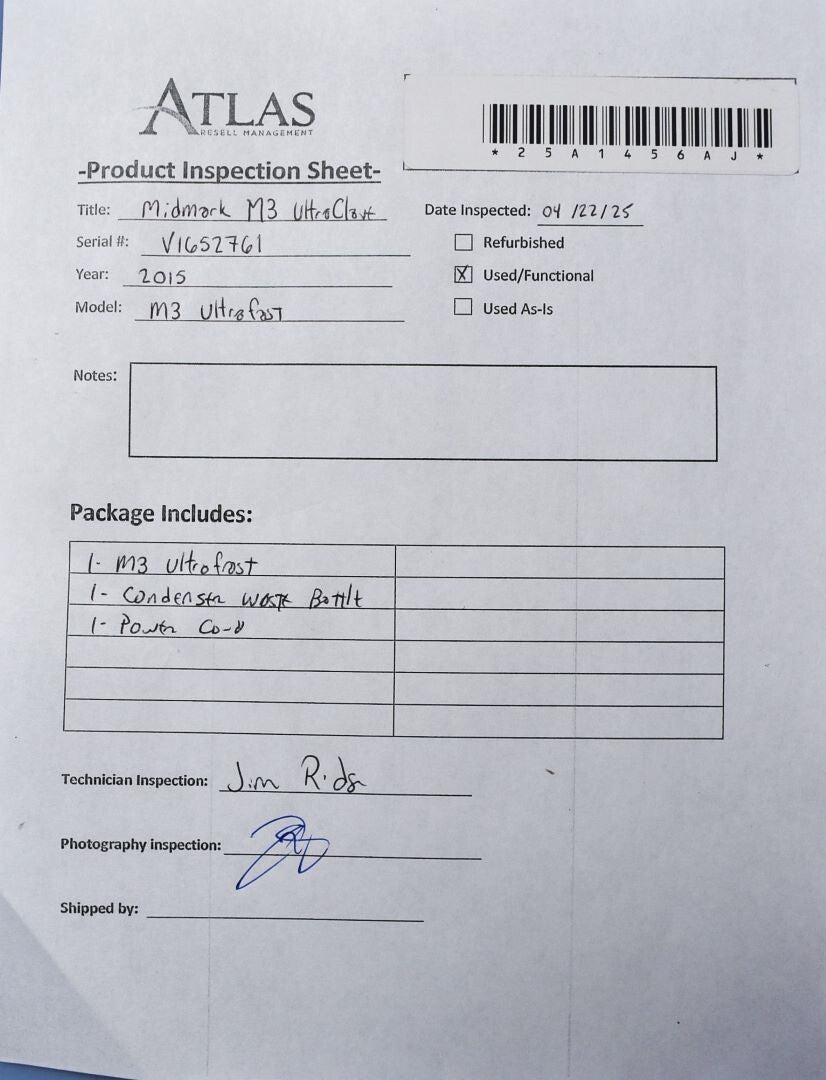 ATLAS
RESELL MANAGEMENT
* 2 5 A 1 4 5 6 A J *
-Product Inspection Sheet-
Title: Midmark M3 UltraClave
Date Inspected: 04 /22/25
Serial #: V1652761
Refurbished
Year: 2015
X Used/Functional
Model: M3 Ultrafast
Used As-Is
Notes:
Package Includes:
1- M3 Ultrafast
1- Condenser Waste Bottle
1- Power Cord
Technician Inspection: Jim
Photography inspection:
Shipped by: